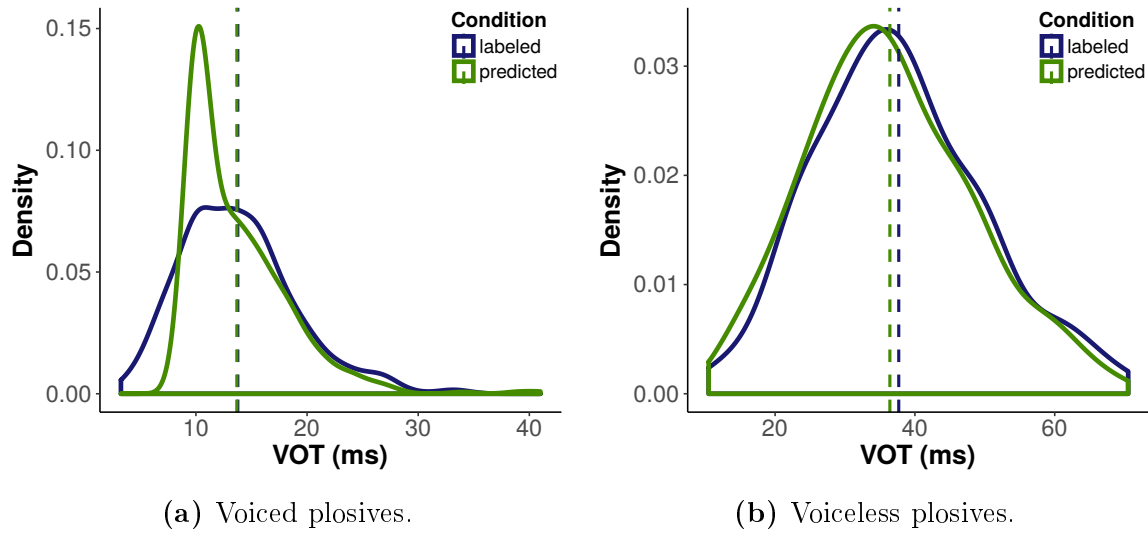 Condition
labeled
predicted
0.15
0.10
0.05
0.00
Density
10
20
30
40
VOT (ms)
(a) Voiced plosives.
Condition
labeled
predicted
0.03
0.02
0.01
0.00
Density
20
40
60
VOT (ms)
(b) Voiceless plosives.